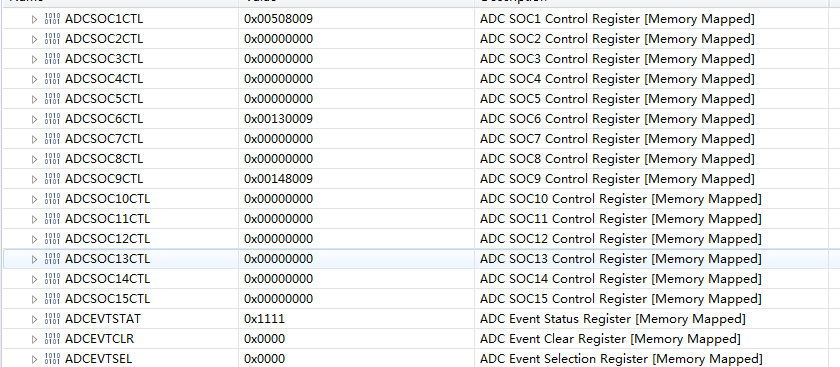 Name Value Description
ADCSOC1CTL 0x00508009 ADC SOC1 Control Register [Memory Mapped]
ADCSOC2CTL 0x00000000 ADC SOC2 Control Register [Memory Mapped]
ADCSOC3CTL 0x00000000 ADC SOC3 Control Register [Memory Mapped]
ADCSOC4CTL 0x00000000 ADC SOC4 Control Register [Memory Mapped]
ADCSOC5CTL 0x00000000 ADC SOC5 Control Register [Memory Mapped]
ADCSOC6CTL 0x00130009 ADC SOC6 Control Register [Memory Mapped]
ADCSOC7CTL 0x00000000 ADC SOC7 Control Register [Memory Mapped]
ADCSOC8CTL 0x00000000 ADC SOC8 Control Register [Memory Mapped]
ADCSOC9CTL 0x00148009 ADC SOC9 Control Register [Memory Mapped]
ADCSOC10CTL 0x00000000 ADC SOC10 Control Register [Memory Mapped]
ADCSOC11CTL 0x00000000 ADC SOC11 Control Register [Memory Mapped]
ADCSOC12CTL 0x00000000 ADC SOC12 Control Register [Memory Mapped]
ADCSOC13CTL 0x00000000 ADC SOC13 Control Register [Memory Mapped]
ADCSOC14CTL 0x00000000 ADC SOC14 Control Register [Memory Mapped]
ADCSOC15CTL 0x00000000 ADC SOC15 Control Register [Memory Mapped]
ADCEVTSTAT 0x1111 ADC Event Status Register [Memory Mapped]
ADCEVTCLR 0x0000 ADC Event Clear Register [Memory Mapped]
ADCEVTSEL 0x0000 ADC Event Selection Register [Memory Mapped]